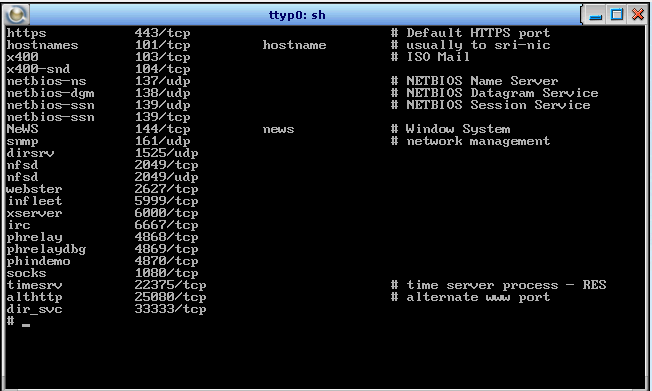 ttyp0: sh
https 443/tcp # Default HTTPS port
hostnames 101/tcp hostname # usually to sri-nic
x400 103/tcp # ISO Mail
x400-snd 104/tcp
netbios-ns 137/udp # NETBIOS Name Server
netbios-dgm 138/udp # NETBIOS Datagram Service
netbios-ssn 139/udp # NETBIOS Session Service
netbios-ssn 139/tcp
NeWS 144/tcp news # Window System
snmp 161/udp # network management
dirsrv 1525/udp
nfsd 2049/tcp
nfsd 2049/udp
webster 2627/tcp
infleet 5999/tcp
xserver 6000/tcp
irc 6667/tcp
phrelay 4868/tcp
phrelaydbg 4869/tcp
phindemo 4870/tcp
socks 1080/tcp
timesrv 22375/tcp # time server process - RES
althttp 25080/tcp # alternate www port
dir_svc 33333/tcp
# _